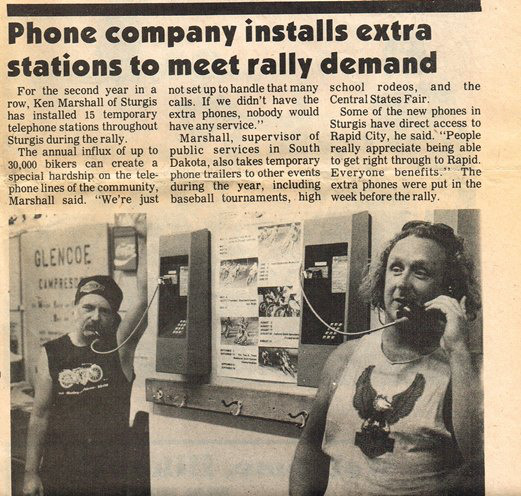 Phone company installs extra
stations to meet rally demand
For the second year in a
row, Ken Marshall of Sturgis
has installed 15 temporary
telephone stations throughout
Sturgis during the rally.
The annual influx of up to
30,000 bikers can create a
special hardship on the tele-
phone lines of the community,
Marshall said. "We're just
not set up to handle that many
calls. If we didn't have the
extra phones, nobody would
have any service."
Marshall, supervisor of
public services in South
Dakota, also takes temporary
phone trailers to other events
during the year, including
baseball tournaments, high
school rodeos, and the
Central States Fair.
Some of the new phones in
Sturgis have direct access to
Rapid City, he said. "People
really appreciate being able
to get right through to Rapid.
Everyone benefits." The
extra phones were put in the
week before the rally.
GLENCOE
CAMPRESORT